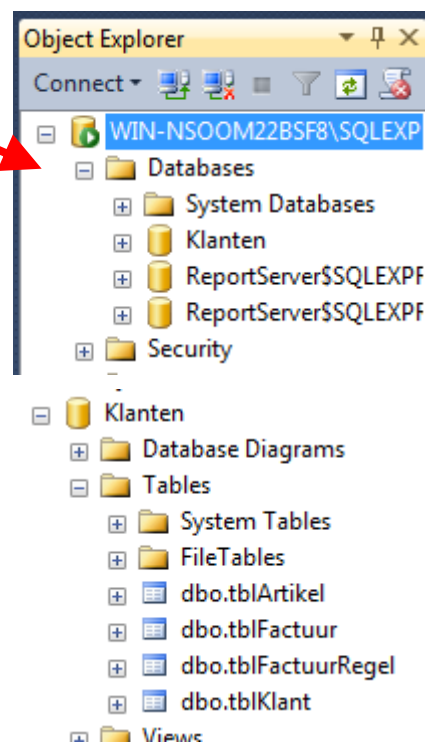 Object Explorer
Connect
WIN-NSOOM22BSF8\SQLEXP
Databases
System Databases
Klanten
ReportServer$SQLEXPF
ReportServer$SQLEXPF
Security
Klanten
Database Diagrams
Tables
System Tables
FileTables
dbo.tblArtikel
dbo.tblFactuur
dbo.tblFactuurRegel
dbo.tblKlant
Views